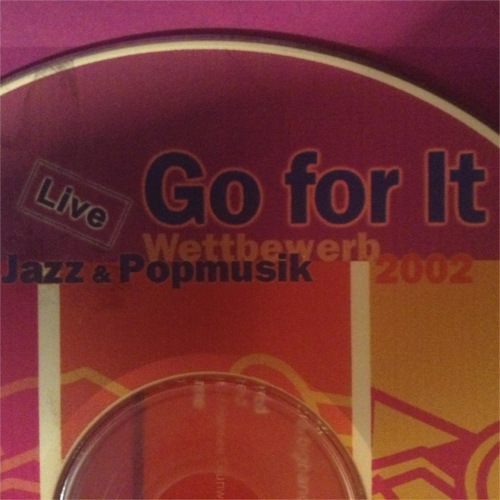 Live
Go for It
Wettbewerb
Jazz & Popmusik 2002